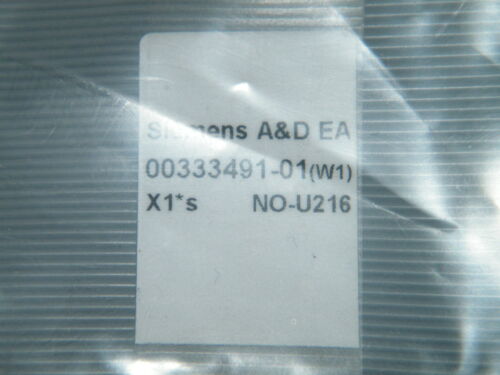 Siemens A&D EA
00333491-01(W1)
X1*s NO-U216